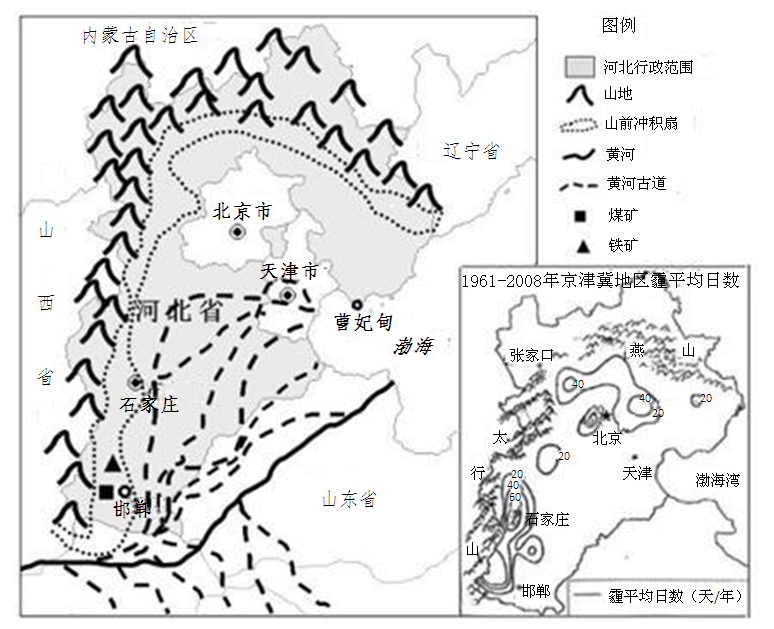 内蒙古自治区
辽宁省
北京市
山
西
省
天津市
河北省
曹妃甸
渤海
石家庄
邯郸
山东省
图例
河北行政范围
山地
山前冲积扇
黄河
黄河古道
煤矿
铁矿
1961-2008年京津冀地区霾平均日数
张家口
燕
山
40
40
20
20
太
北京
20
天津
行
20
40
60
渤海湾
石家庄
山
邯郸
霾平均日数（天/年）